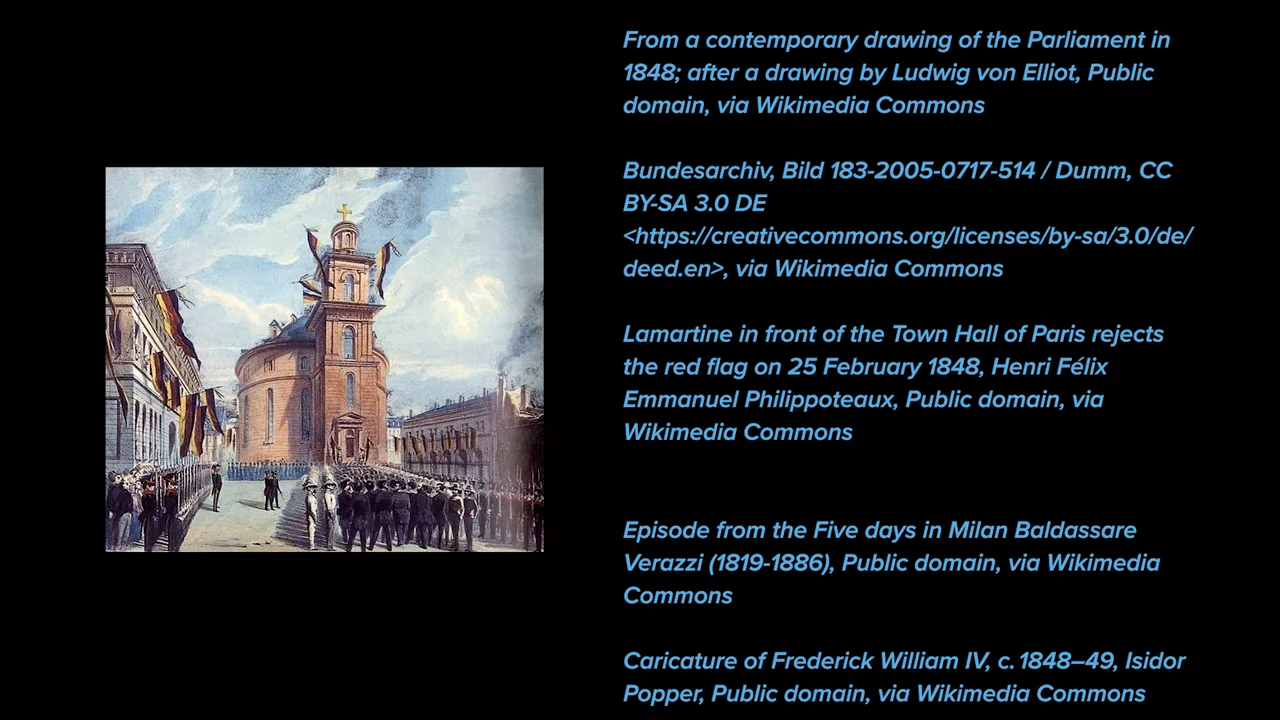 From a contemporary drawing of the Parliament in
1848; after a drawing by Ludwig von Elliot, Public
domain, via Wikimedia Commons
Bundesarchiv, Bild 183-2005-0717-514 / Dumm, CC
BY-SA 3.0 DE
<https://creativecommons.org/licenses/by-sa/3.0/de/
deed.en>, via Wikimedia Commons
Lamartine in front of the Town Hall of Paris rejects
the red flag on 25 February 1848, Henri Félix
Emmanuel Philippoteaux, Public domain, via
Wikimedia Commons
Episode from the Five days in Milan Baldassare
Verazzi (1819-1886), Public domain, via Wikimedia
Commons
Caricature of Frederick William IV, c. 1848–49, Isidor
Popper, Public domain, via Wikimedia Commons